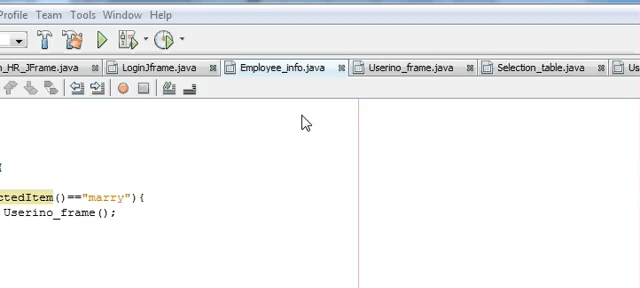 Profile Team Tools Window Help
n_HR_JFrame.java LoginJframe.java Employee_info.java Userino_frame.java Selection_table.java Us
{
ctedItem()=="marry"){
Userino_frame();